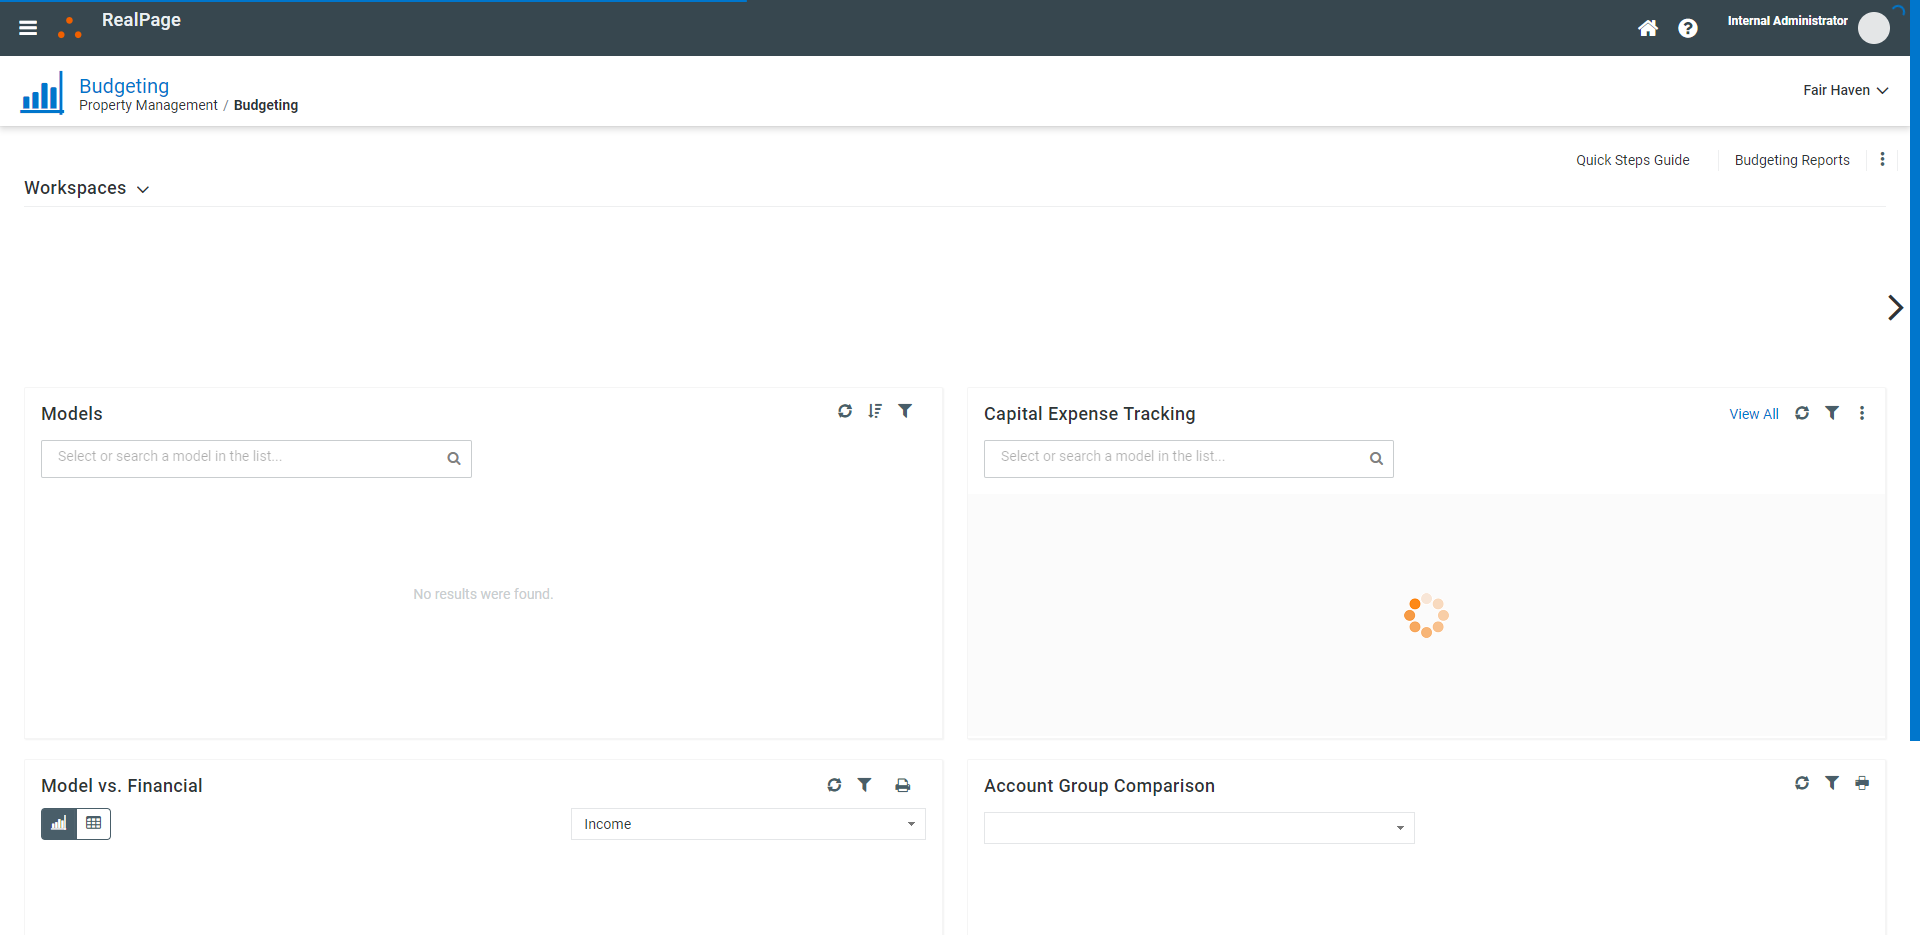 RealPage
Internal Administrator
Budgeting
Property Management / Budgeting
Fair Haven
Quick Steps Guide
Budgeting Reports
Workspaces
Models
Select or search a model in the list...
No results were found.
Capital Expense Tracking
View All
Select or search a model in the list...
Model vs. Financial
Income
Account Group Comparison